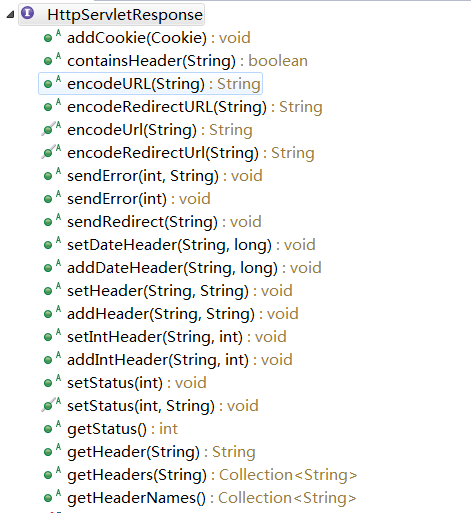 HttpServletResponse
addCookie(Cookie) : void
containsHeader(String) : boolean
encodeURL(String) : String
encodeRedirectURL(String) : String
encodeUrl(String) : String
encodeRedirectUrl(String) : String
sendError(int, String) : void
sendError(int) : void
sendRedirect(String) : void
setDateHeader(String, long) : void
addDateHeader(String, long) : void
setHeader(String, String) : void
addHeader(String, String) : void
setIntHeader(String, int) : void
addIntHeader(String, int) : void
setStatus(int) : void
setStatus(int, String) : void
getStatus() : int
getHeader(String) : String
getHeaders(String) : Collection<String>
getHeaderNames() : Collection<String>